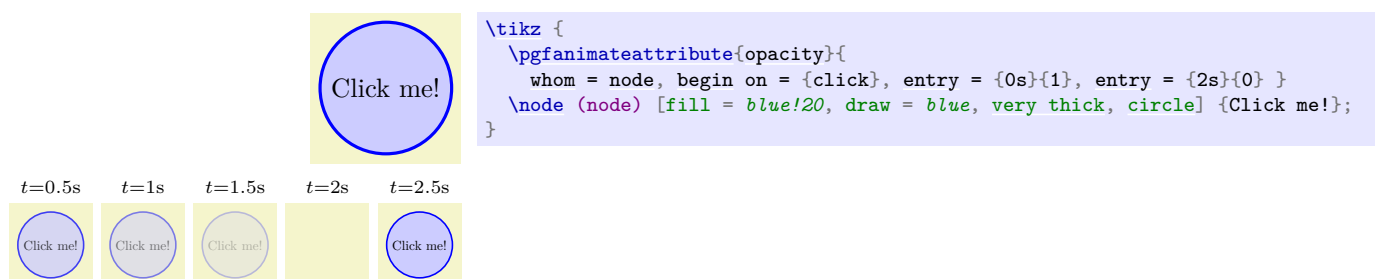 Click me!
\tikz {
  \pgfanimateattribute{opacity}{
    whom = node, begin on = {click}, entry = {0s}{1}, entry = {2s}{0} }
  \node (node) [fill = blue!20, draw = blue, very thick, circle] {Click me!};
}
t=0.5s t=1s t=1.5s t=2s t=2.5s
Click me! Click me! Click me! Click me!